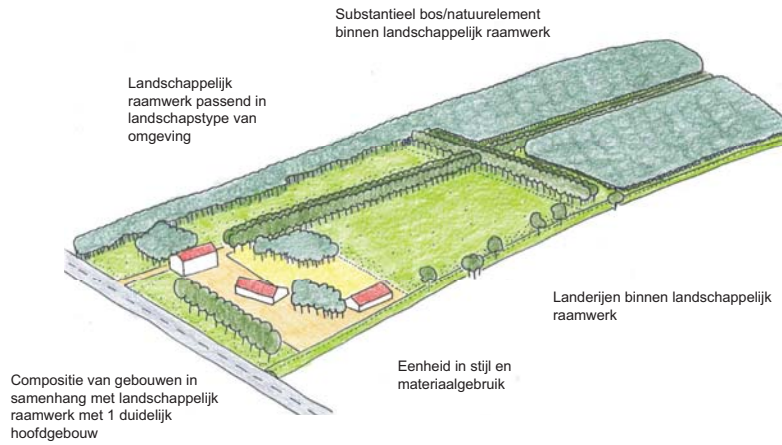 Substantieel bos/natuurelement
binnen landschappelijk raamwerk
Landschappelijk
raamwerk passend in
landschapstype van
omgeving
Landerijen binnen landschappelijk
raamwerk
Eenheid in stijl en
materiaalgebruik
Compositie van gebouwen in
samenhang met landschappelijk
raamwerk met 1 duidelijk
hoofdgebouw